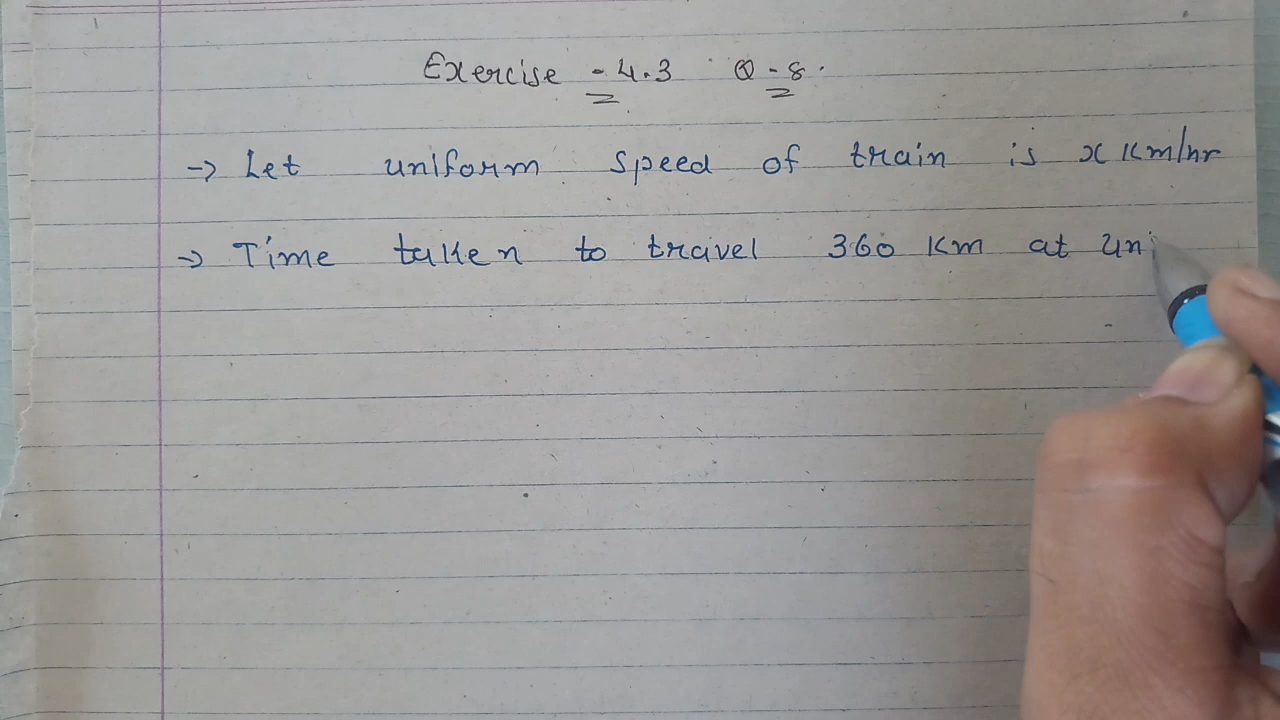 Exercise - 4.3 Q - 8.
→ Let uniform speed of train is x Km/hr
→ Time taken to travel 360 Km at uni